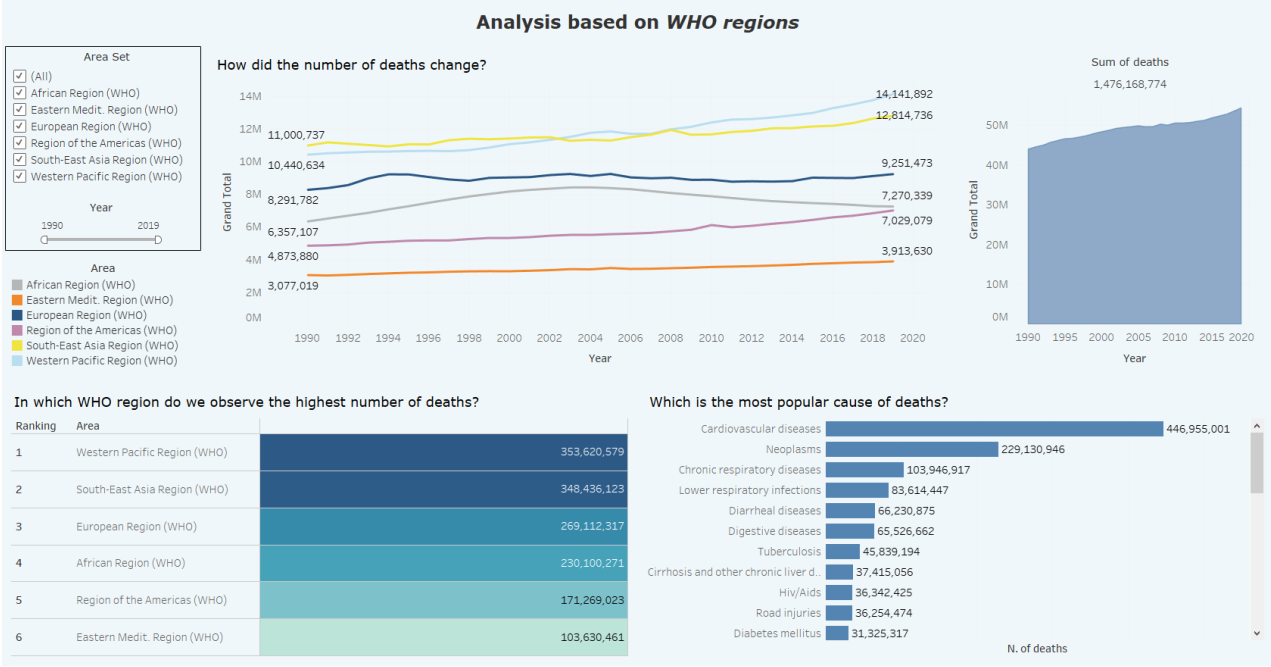 Analysis based on WHO regions
Area Set
(All)
African Region (WHO)
Eastern Medit. Region (WHO)
European Region (WHO)
Region of the Americas (WHO)
South-East Asia Region (WHO)
Western Pacific Region (WHO)
Year
1990 2019
Area
African Region (WHO)
Eastern Medit. Region (WHO)
European Region (WHO)
Region of the Americas (WHO)
South-East Asia Region (WHO)
Western Pacific Region (WHO)
How did the number of deaths change?
Grand Total
14M
12M
10M
8M
6M
4M
2M
0M
11,000,737
10,440,634
8,291,782
6,357,107
4,873,880
3,077,019
14,141,892
12,814,736
9,251,473
7,270,339
7,029,079
3,913,630
1990 1992 1994 1996 1998 2000 2002 2004 2006 2008 2010 2012 2014 2016 2018 2020
Year
Sum of deaths
1,476,168,774
Grand Total
50M
40M
30M
20M
10M
0M
1990 1995 2000 2005 2010 2015 2020
Year
In which WHO region do we observe the highest number of deaths?
Ranking Area
1 Western Pacific Region (WHO) 353,620,579
2 South-East Asia Region (WHO) 348,436,123
3 European Region (WHO) 269,112,317
4 African Region (WHO) 230,100,271
5 Region of the Americas (WHO) 171,269,023
6 Eastern Medit. Region (WHO) 103,630,461
Which is the most popular cause of deaths?
Cardiovascular diseases 446,955,001
Neoplasms 229,130,946
Chronic respiratory diseases 103,946,917
Lower respiratory infections 83,614,447
Diarrheal diseases 66,230,875
Digestive diseases 65,526,662
Tuberculosis 45,839,194
Cirrhosis and other chronic liver d.. 37,415,056
Hiv/Aids 36,342,425
Road injuries 36,254,474
Diabetes mellitus 31,325,317
N. of deaths